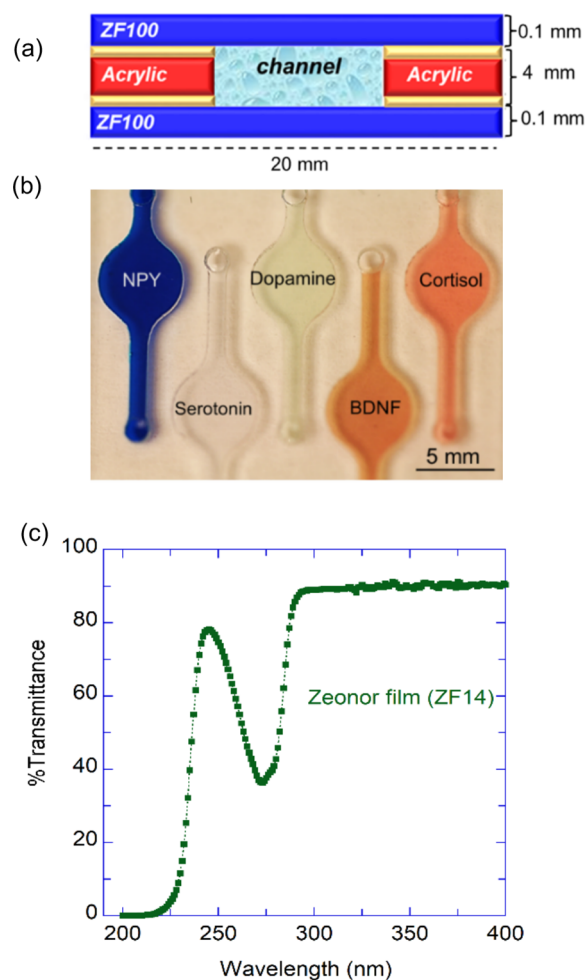 (a)
ZF100
0.1 mm
Acrylic
channel
Acrylic
4 mm
ZF100
0.1 mm
20 mm
(b)
NPY
Dopamine
Cortisol
Serotonin
BDNF
5 mm
(c)
100
80
60
40
20
0
%Transmittance
Zeonor film (ZF14)
200
250
300
350
400
Wavelength (nm)